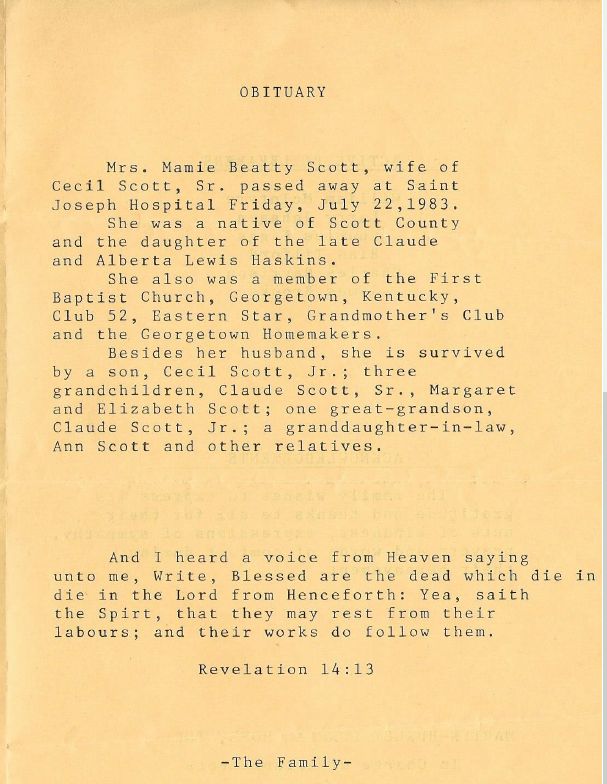 OBITUARY
Mrs. Mamie Beatty Scott, wife of
Cecil Scott, Sr. passed away at Saint
Joseph Hospital Friday, July 22,1983.
She was a native of Scott County
and the daughter of the late Claude
and Alberta Lewis Haskins.
She also was a member of the First
Baptist Church, Georgetown, Kentucky,
Club 52, Eastern Star, Grandmother's Club
and the Georgetown Homemakers.
Besides her husband, she is survived
by a son, Cecil Scott, Jr.; three
grandchildren, Claude Scott, Sr., Margaret
and Elizabeth Scott; one great-grandson,
Claude Scott, Jr.; a granddaughter-in-law,
Ann Scott and other relatives.
And I heard a voice from Heaven saying
unto me, Write, Blessed are the dead which die in
die in the Lord from Henceforth: Yea, saith
the Spirt, that they may rest from their
labours; and their works do follow them.
Revelation 14:13
-The Family-